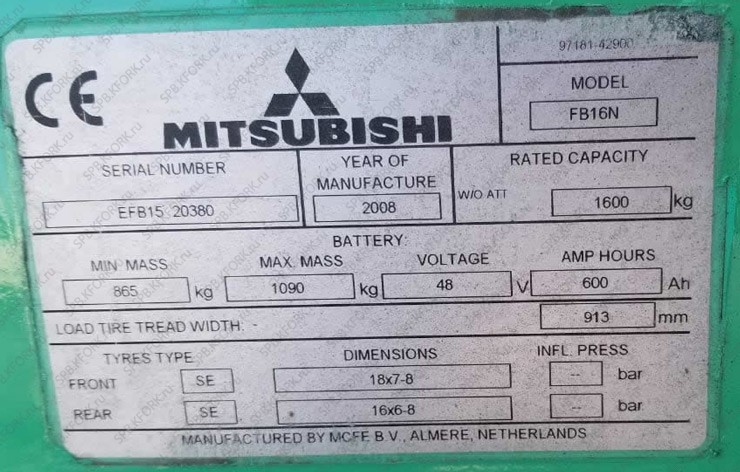 97181-42900
CE
MODEL
FB16N
MITSUBISHI
SERIAL NUMBER
YEAR OF MANUFACTURE
RATED CAPACITY
EFB15 20380
2008
W/O ATT
1600 kg
BATTERY:
MIN MASS MAX. MASS VOLTAGE AMP HOURS
865 kg 1090 kg 48 V 600 Ah
LOAD TIRE TREAD WIDTH: - 913 mm
TYRES TYPE DIMENSIONS INFL. PRESS
FRONT SE 18x7-8 -- bar
REAR SE 16x6-8 -- bar
MANUFACTURED BY MCFE B.V., ALMERE, NETHERLANDS
SPB.XFORK.ru